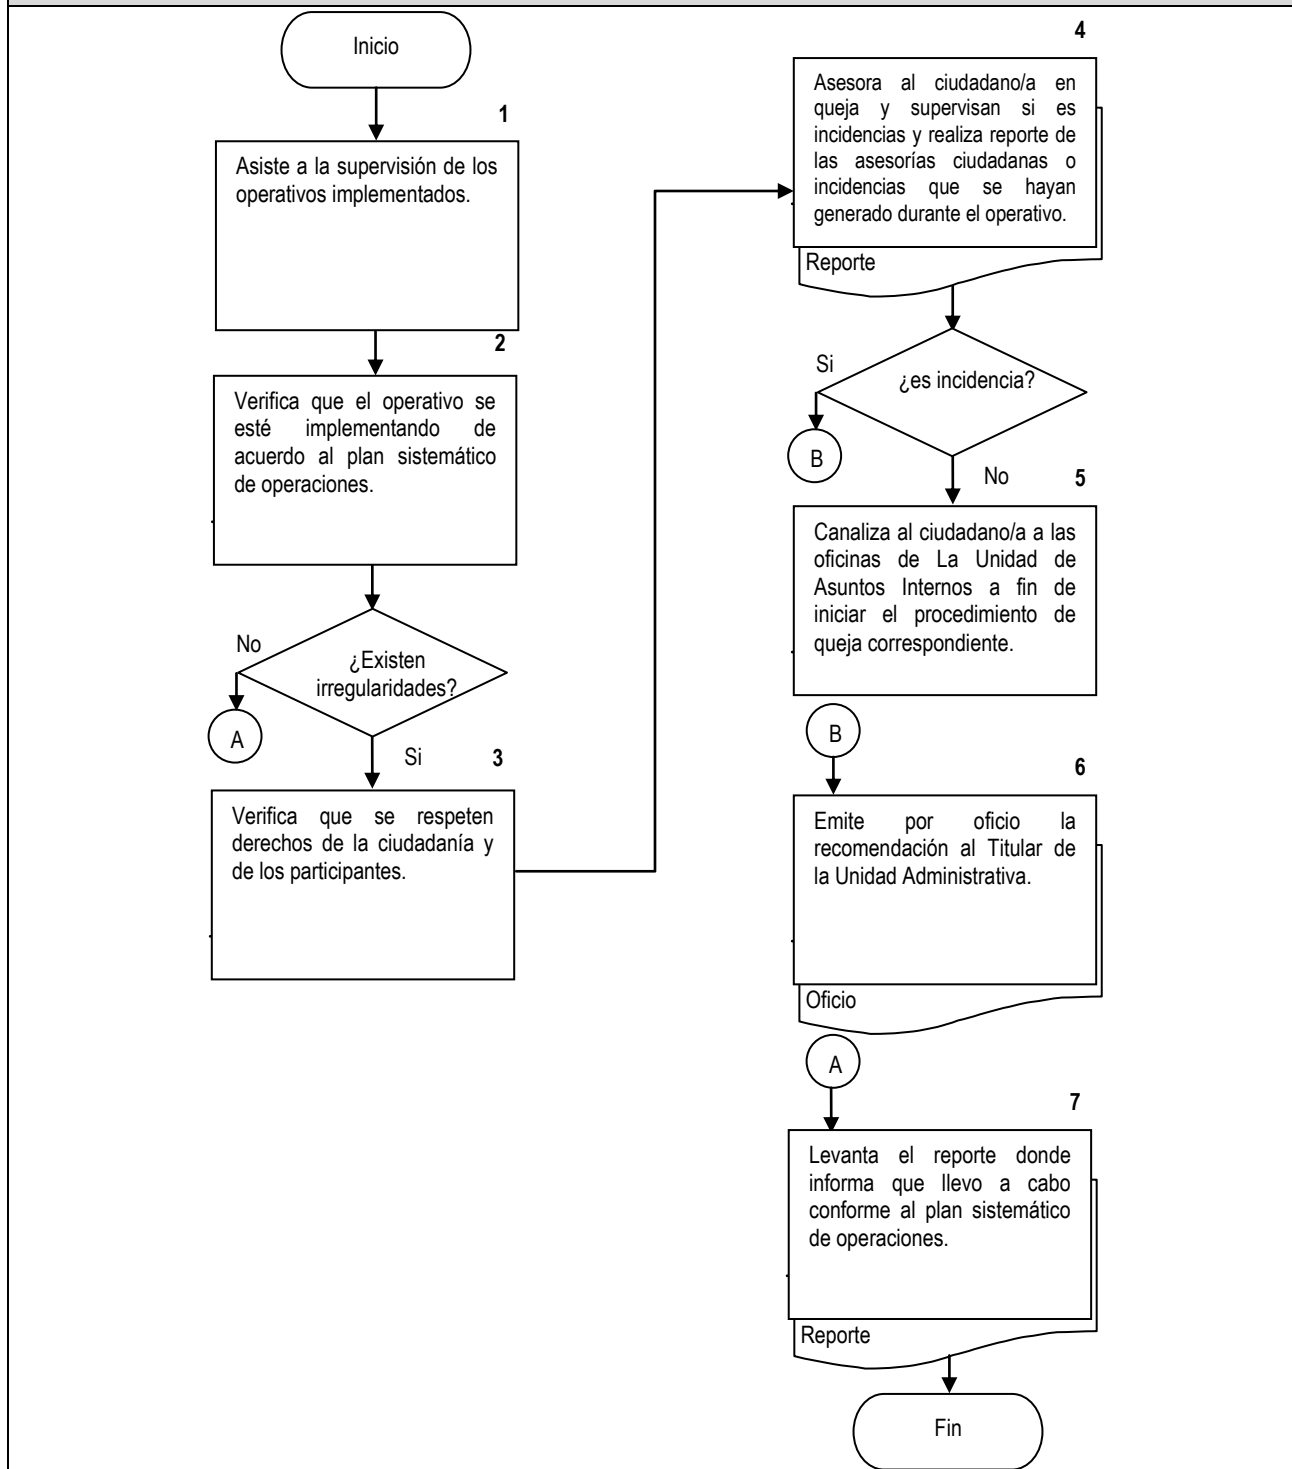 Inicio
1
Asiste a la supervisión de los
operativos implementados.
2
Verifica que el operativo se
esté implementando de
acuerdo al plan sistemático
de operaciones.
No
¿Existen
irregularidades?
A
Si
3
Verifica que se respeten
derechos de la ciudadanía y
de los participantes.
4
Asesora al ciudadano/a en
queja y supervisan si es
incidencias y realiza reporte de
las asesorías ciudadanas o
incidencias que se hayan
generado durante el operativo.
Reporte
Si
¿es incidencia?
B
No
5
Canaliza al ciudadano/a a las
oficinas de La Unidad de
Asuntos Internos a fin de
iniciar el procedimiento de
queja correspondiente.
B
6
Emite por oficio la
recomendación al Titular de
la Unidad Administrativa.
Oficio
A
7
Levanta el reporte donde
informa que llevo a cabo
conforme al plan sistemático
de operaciones.
Reporte
Fin